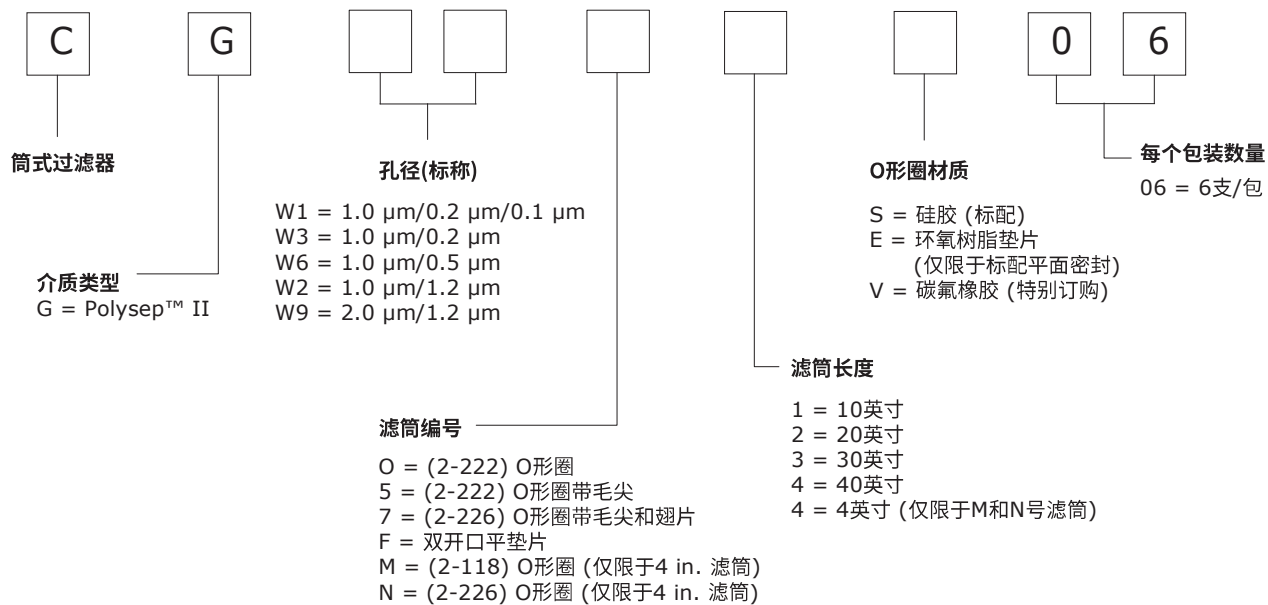 C G 0 6
筒式过滤器
介质类型
G = Polysep™ II
孔径(标称)
W1 = 1.0 µm/0.2 µm/0.1 µm
W3 = 1.0 µm/0.2 µm
W6 = 1.0 µm/0.5 µm
W2 = 1.0 µm/1.2 µm
W9 = 2.0 µm/1.2 µm
滤筒编号
O = (2-222) O形圈
5 = (2-222) O形圈带毛尖
7 = (2-226) O形圈带毛尖和翅片
F = 双开口平垫片
M = (2-118) O形圈 (仅限于4 in. 滤筒)
N = (2-226) O形圈 (仅限于4 in. 滤筒)
滤筒长度
1 = 10英寸
2 = 20英寸
3 = 30英寸
4 = 40英寸
4 = 4英寸 (仅限于M和N号滤筒)
O形圈材质
S = 硅胶 (标配)
E = 环氧树脂垫片
(仅限于标配平面密封)
V = 碳氟橡胶 (特别订购)
每个包装数量
06 = 6支/包